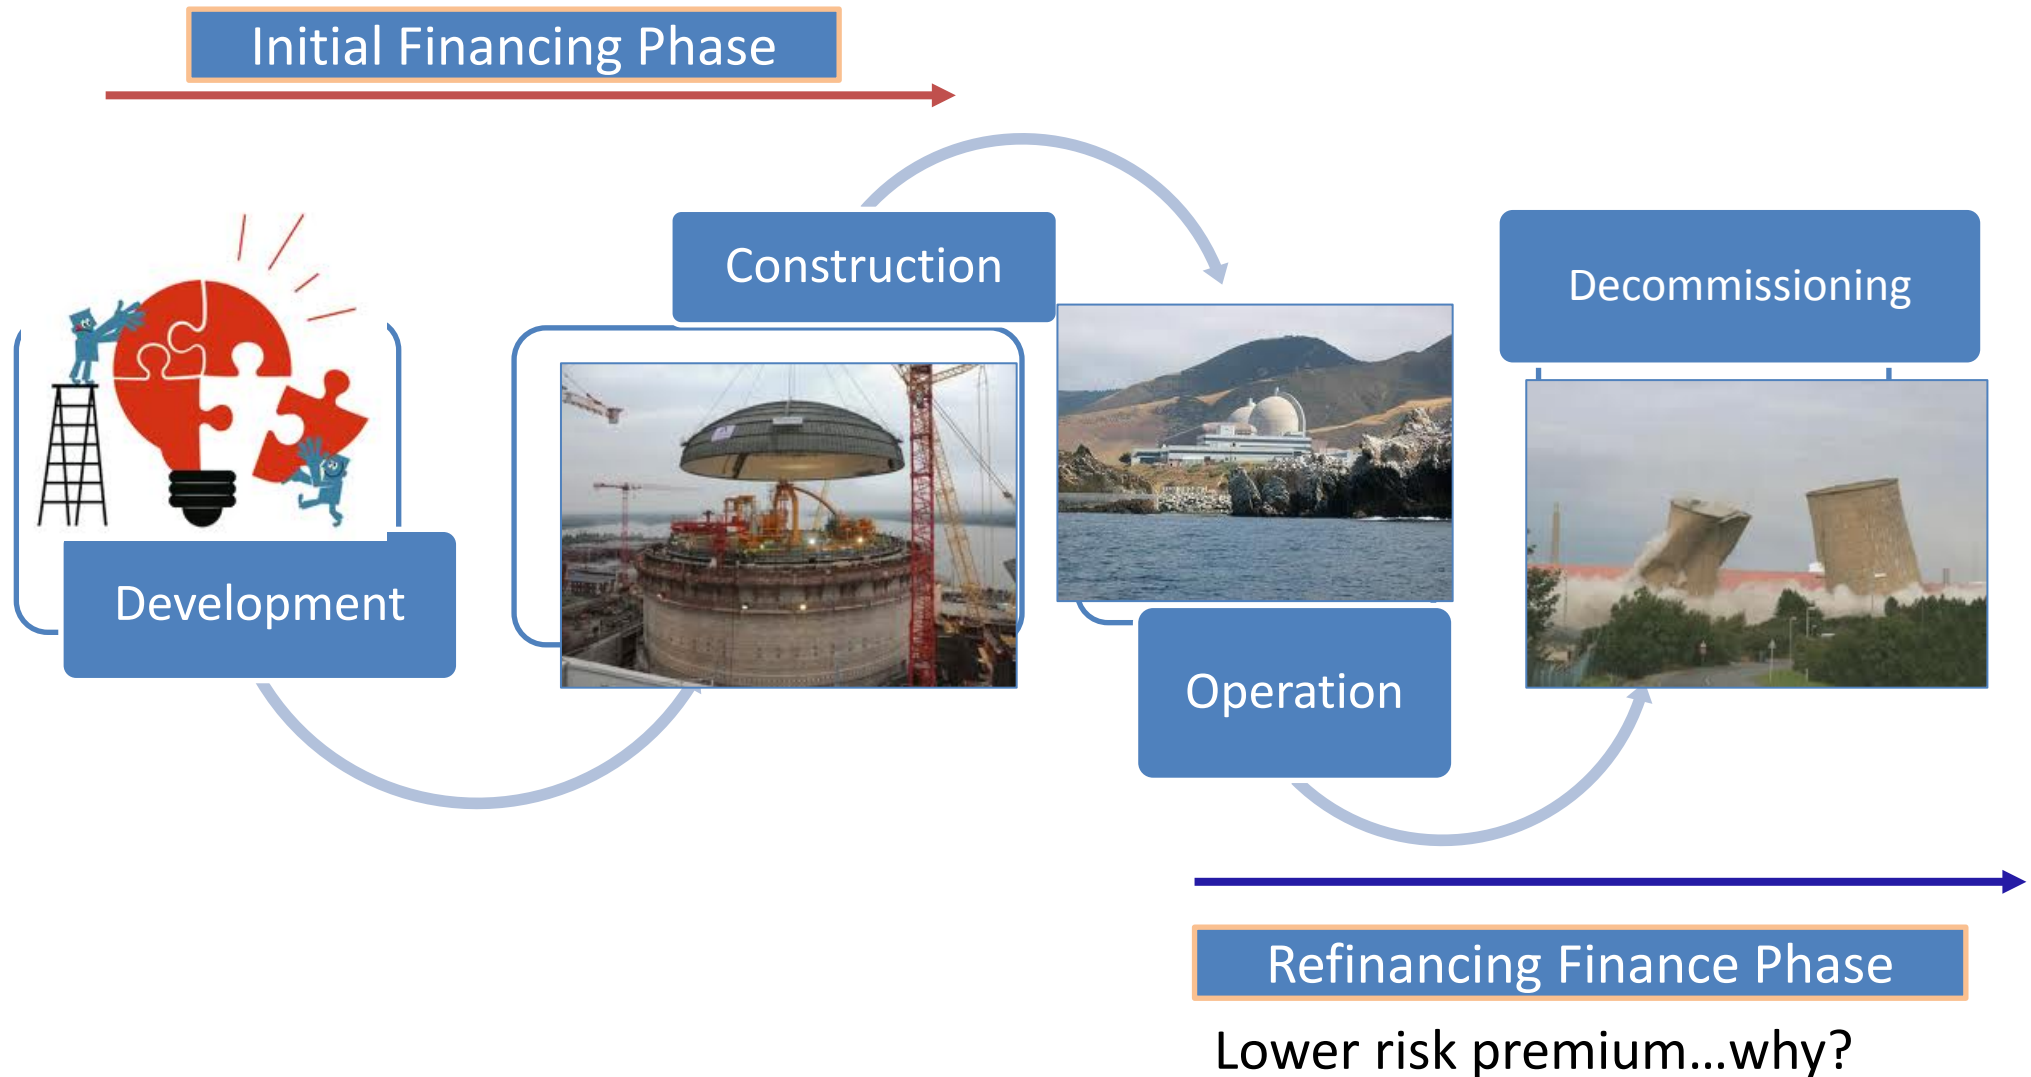 Initial Financing Phase
Construction
Decommissioning
Development
Operation
Refinancing Finance Phase
Lower risk premium...why?